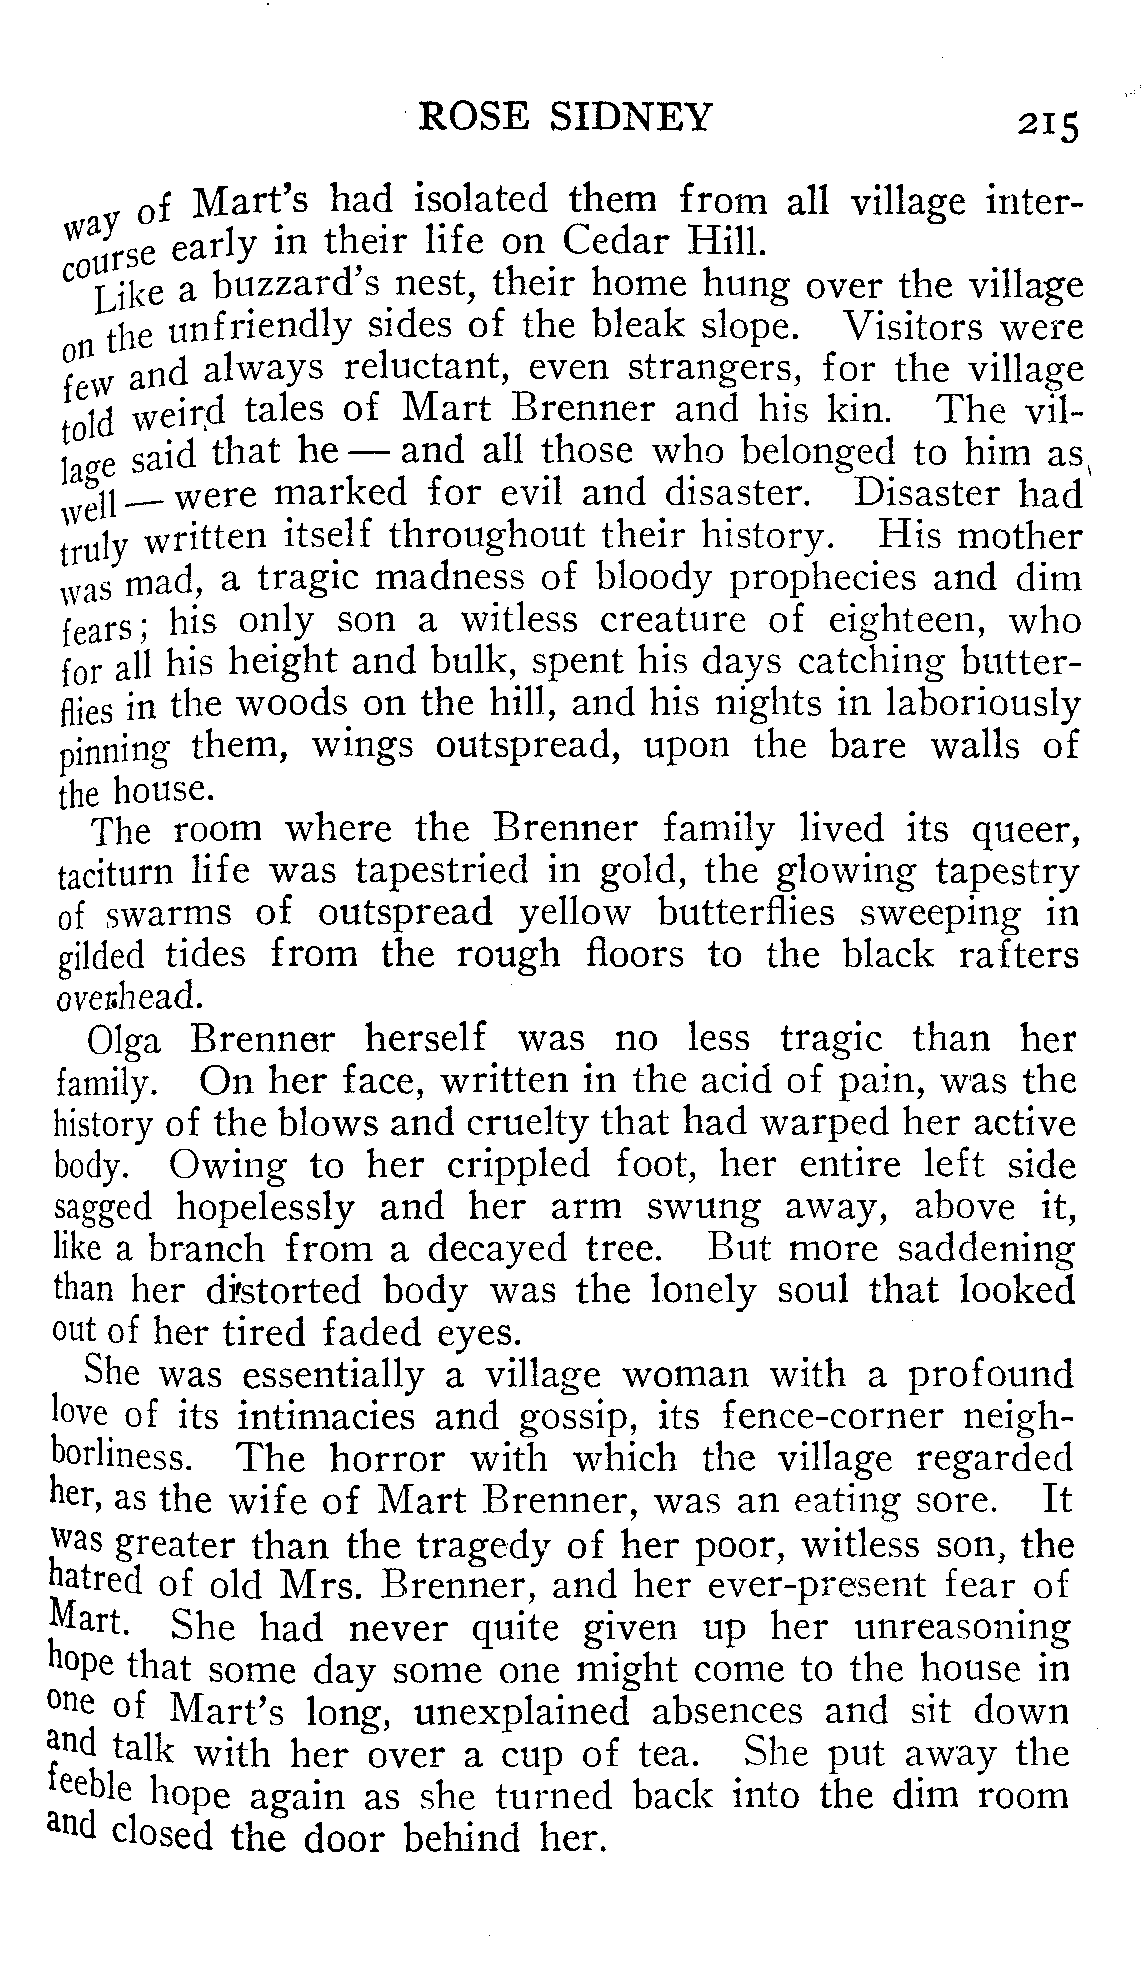 ROSE SIDNEY 215
way of Mart's had isolated them from all village inter-
course early in their life on Cedar Hill.
Like a buzzard's nest, their home hung over the village
on the unfriendly sides of the bleak slope. Visitors were
few and always reluctant, even strangers, for the village
told weird tales of Mart Brenner and his kin. The vil-
lage said that he — and all those who belonged to him as
well — were marked for evil and disaster. Disaster had
truly written itself throughout their history. His mother
was mad, a tragic madness of bloody prophecies and dim
fears; his only son a witless creature of eighteen, who
for all his height and bulk, spent his days catching butter-
flies in the woods on the hill, and his nights in laboriously
pinning them, wings outspread, upon the bare walls of
the house.
The room where the Brenner family lived its queer,
taciturn life was tapestried in gold, the glowing tapestry
of swarms of outspread yellow butterflies sweeping in
gilded tides from the rough floors to the black rafters
overhead.
Olga Brenner herself was no less tragic than her
family. On her face, written in the acid of pain, was the
history of the blows and cruelty that had warped her active
body. Owing to her crippled foot, her entire left side
sagged hopelessly and her arm swung away, above it,
like a branch from a decayed tree. But more saddening
than her distorted body was the lonely soul that looked
out of her tired faded eyes.
She was essentially a village woman with a profound
love of its intimacies and gossip, its fence-corner neigh-
borliness. The horror with which the village regarded
her, as the wife of Mart Brenner, was an eating sore. It
was greater than the tragedy of her poor, witless son, the
hatred of old Mrs. Brenner, and her ever-present fear of
Mart. She had never quite given up her unreasoning
hope that some day some one might come to the house in
one of Mart's long, unexplained absences and sit down
and talk with her over a cup of tea. She put away the
feeble hope again as she turned back into the dim room
and closed the door behind her.